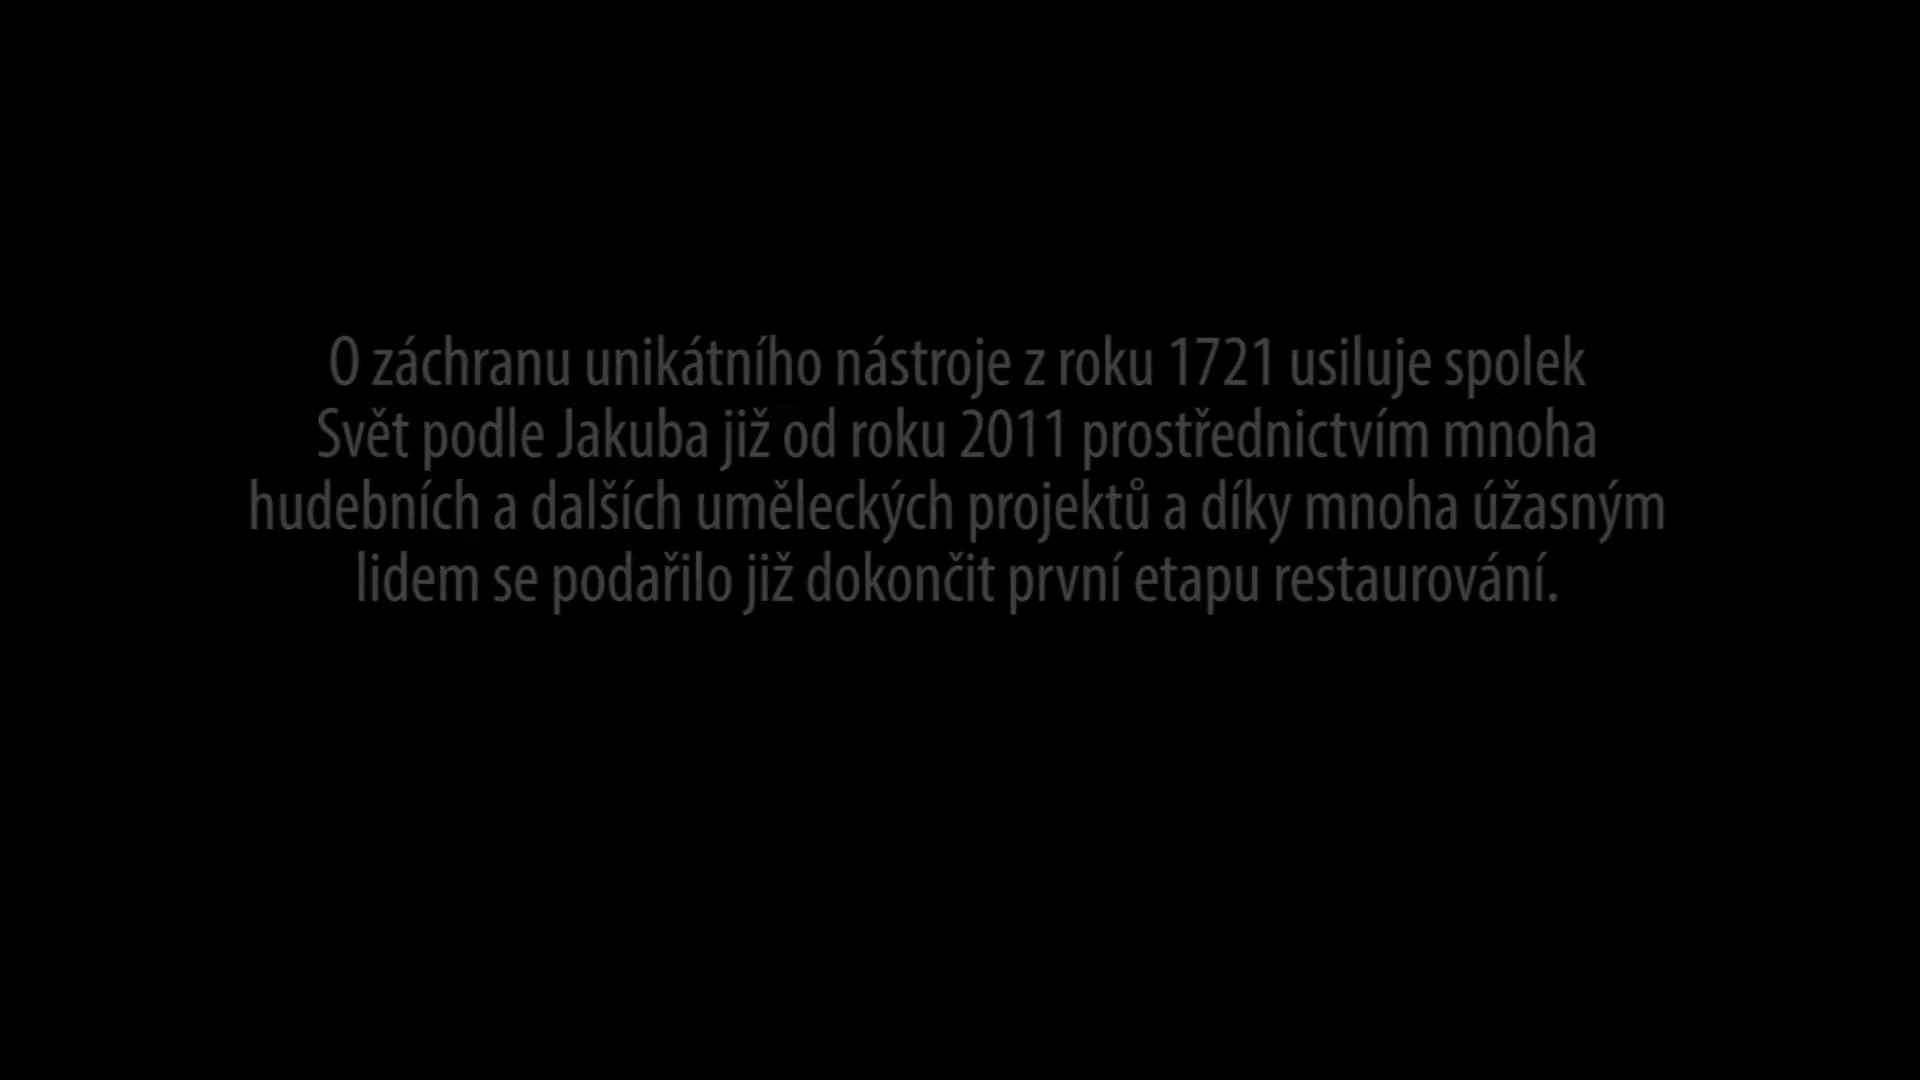 O záchranu unikátního nástroje z roku 1721 usiluje spolek
Svět podle Jakuba již od roku 2011 prostřednictvím mnoha
hudebních a dalších uměleckých projektů a díky mnoha úžasným
lidem se podařilo již dokončit první etapu restaurování.